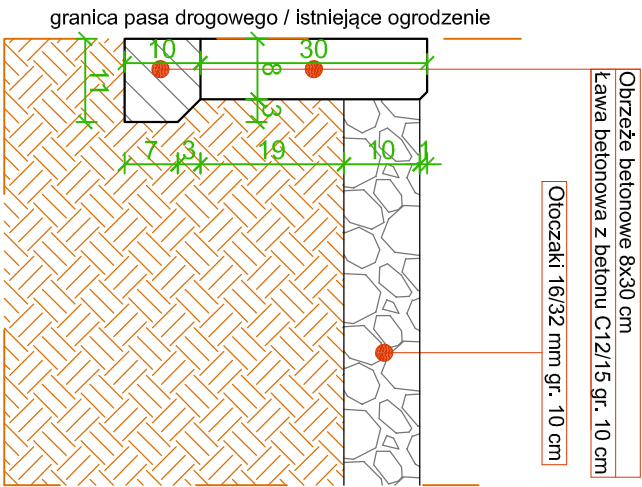 granica pasa drogowego / istniejące ogrodzenie
10
30
11
8
3
7
3
19
10
1
Obrzeże betonowe 8x30 cm
Ława betonowa z betonu C12/15 gr. 10 cm
Otoczaki 16/32 mm gr. 10 cm